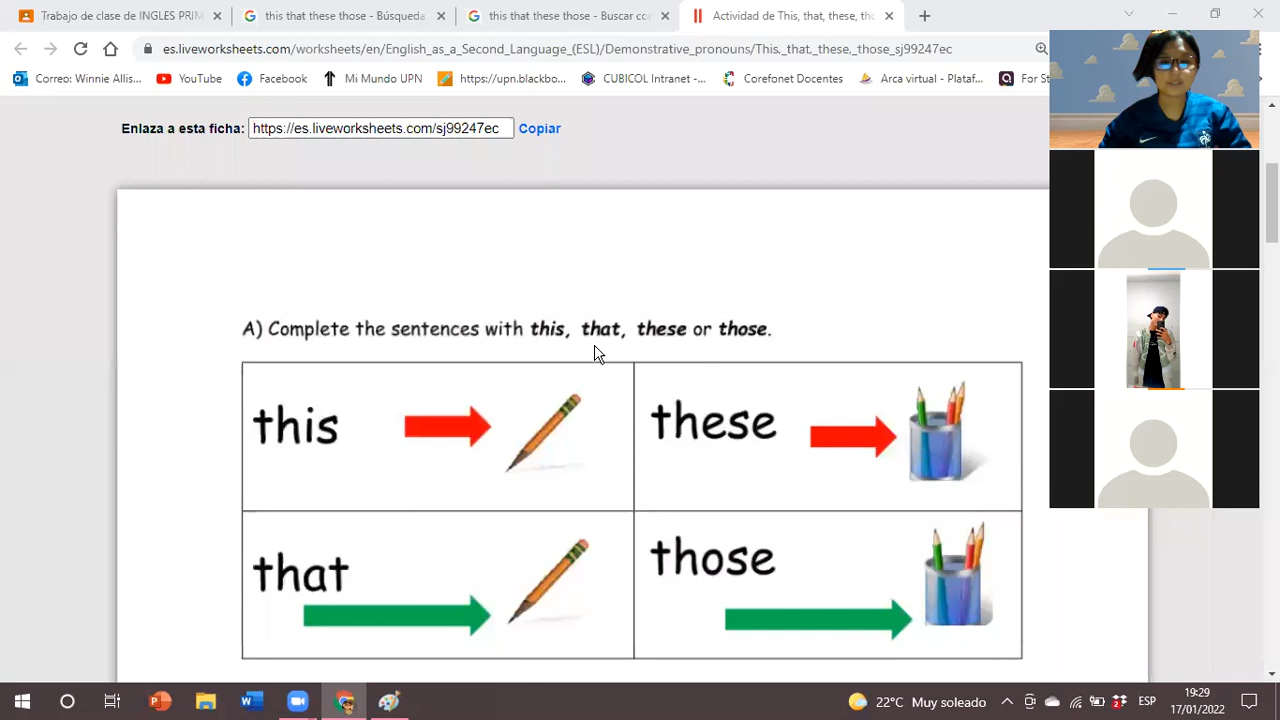 Trabajo de clase de INGLES PRIM
this that these those - Búsqueda
this that these those - Buscar con
Actividad de This, that, these, tho
es.liveworksheets.com/worksheets/en/English_as_a_Second_Language_(ESL)/Demonstrative_pronouns/This,_that,_these,_those_sj99247ec
Correo: Winnie Allis...
YouTube
Facebook
Mi Mundo UPN
https://upn.blackbo...
CUBICOL Intranet -...
Corefonet Docentes
Arca virtual - Plataf...
For St
Enlaza a esta ficha:
https://es.liveworksheets.com/sj99247ec
Copiar
A) Complete the sentences with this, that, these or those.
this
these
that
those
22°C Muy soleado
ESP
19:29
17/01/2022